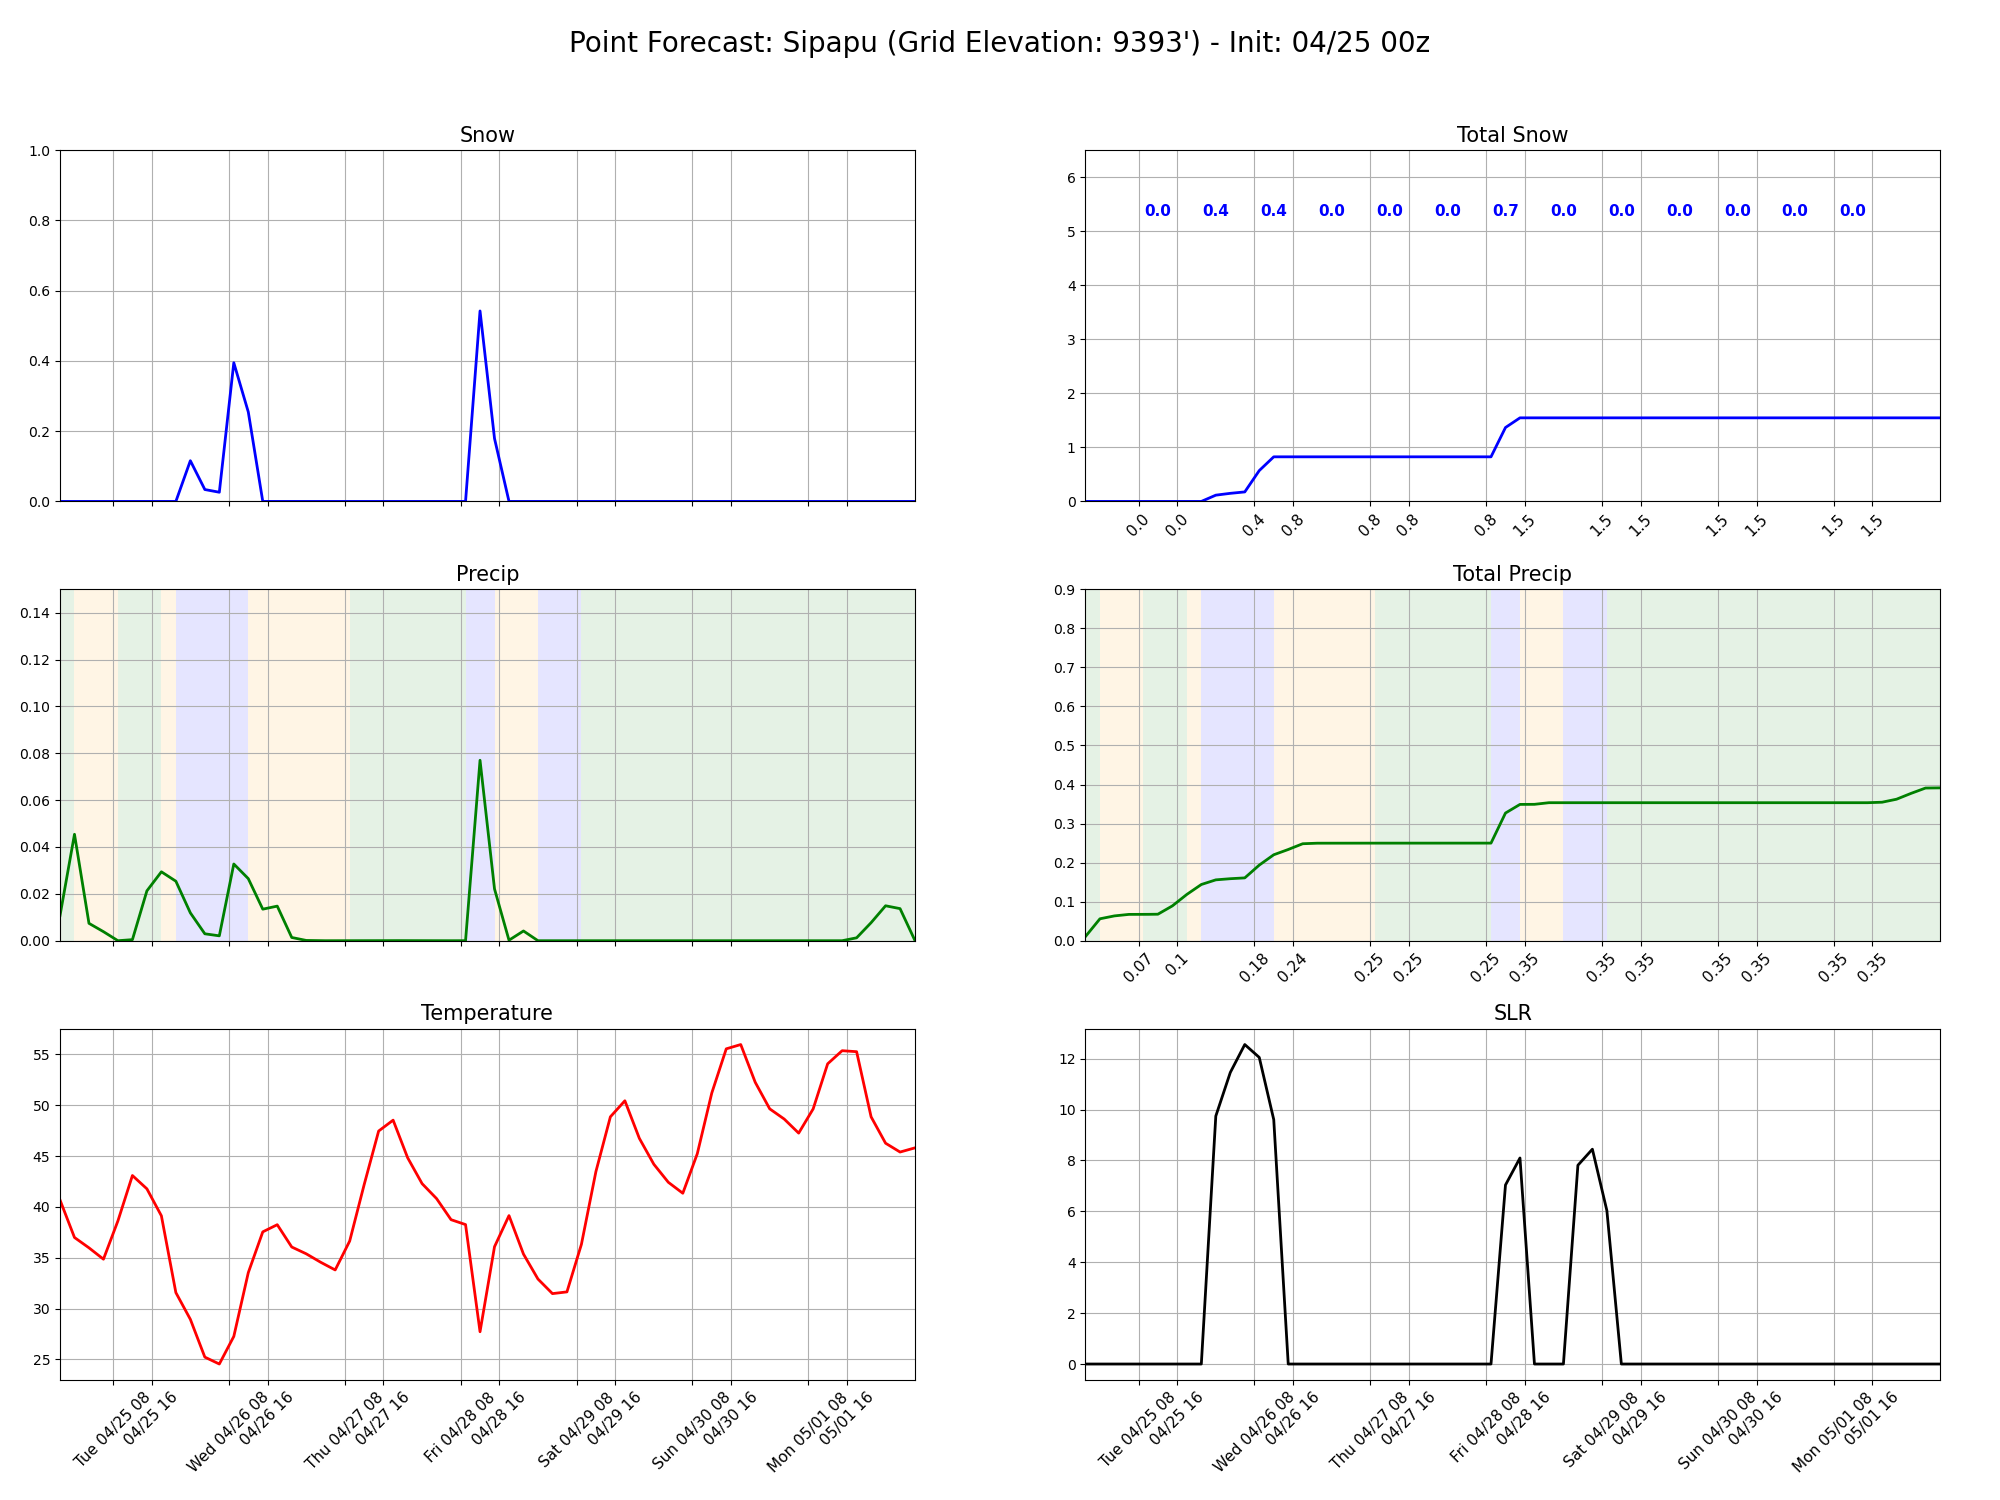 Point Forecast: Sipapu (Grid Elevation: 9393') - Init: 04/25 00z
Snow
1.0
0.8
0.6
0.4
0.2
0.0
Total Snow
6
5
4
3
2
1
0
0.0 0.4 0.4 0.0 0.0 0.0 0.7 0.0 0.0 0.0 0.0 0.0 0.0
0.0 0.0 0.4 0.8 0.8 0.8 0.8 1.5 1.5 1.5 1.5 1.5 1.5 1.5
Precip
0.14
0.12
0.10
0.08
0.06
0.04
0.02
0.00
Total Precip
0.9
0.8
0.7
0.6
0.5
0.4
0.3
0.2
0.1
0.0
0.07 0.1 0.18 0.24 0.25 0.25 0.25 0.35 0.35 0.35 0.35 0.35 0.35 0.35
Temperature
55
50
45
40
35
30
25
Tue 04/25 08
04/25 16
Wed 04/26 08
04/26 16
Thu 04/27 08
04/27 16
Fri 04/28 08
04/28 16
Sat 04/29 08
04/29 16
Sun 04/30 08
04/30 16
Mon 05/01 08
05/01 16
SLR
12
10
8
6
4
2
0
Tue 04/25 08
04/25 16
Wed 04/26 08
04/26 16
Thu 04/27 08
04/27 16
Fri 04/28 08
04/28 16
Sat 04/29 08
04/29 16
Sun 04/30 08
04/30 16
Mon 05/01 08
05/01 16